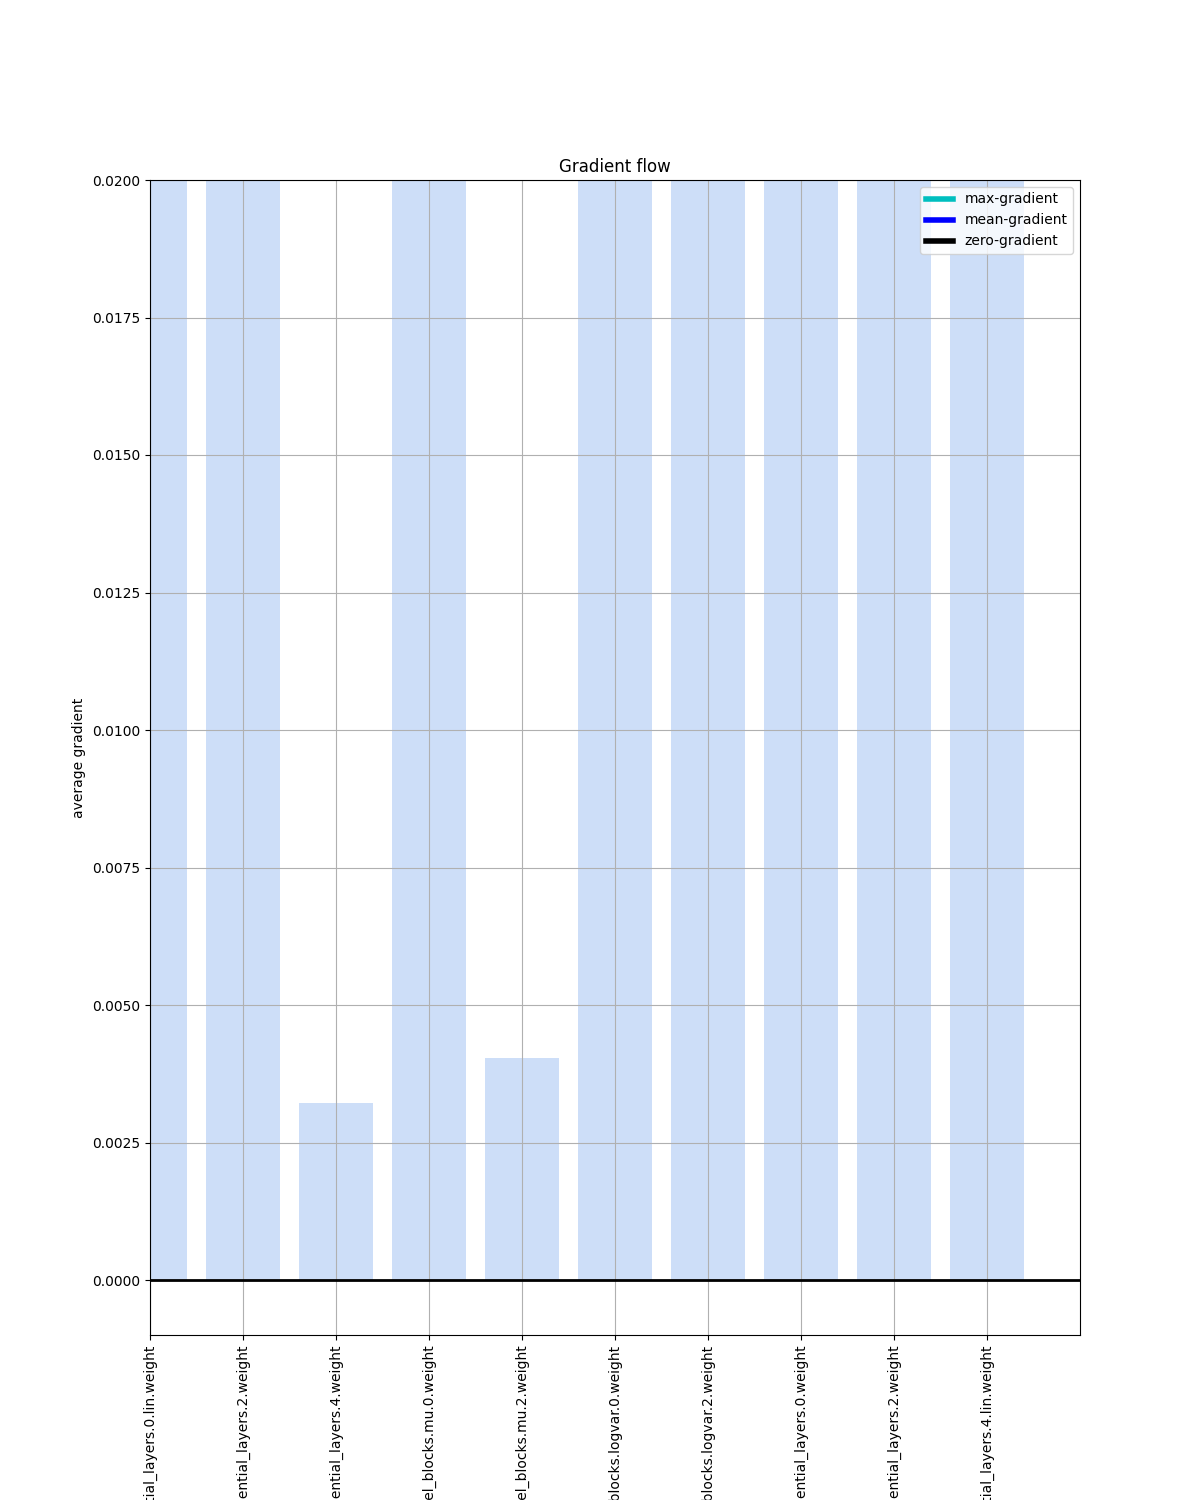 Gradient flow
max-gradient
mean-gradient
zero-gradient
0.0200
0.0175
0.0150
0.0125
0.0100
0.0075
0.0050
0.0025
0.0000
average gradient
tial_layers.0.lin.weight
ential_layers.2.weight
ential_layers.4.weight
el_blocks.mu.0.weight
el_blocks.mu.2.weight
blocks.logvar.0.weight
blocks.logvar.2.weight
ential_layers.0.weight
ential_layers.2.weight
tial_layers.4.lin.weight